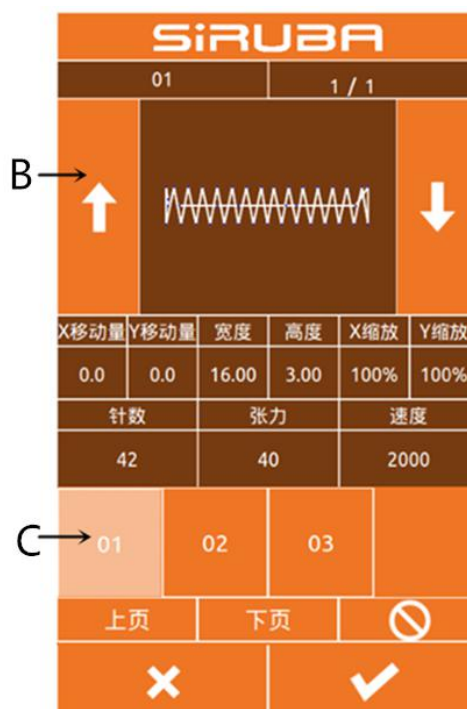 SiRUBA
01 1 / 1
B
X移动量 Y移动量 宽度 高度 X缩放 Y缩放
0.0 0.0 16.00 3.00 100% 100%
针数 张力 速度
42 40 2000
C 01 02 03
上页 下页